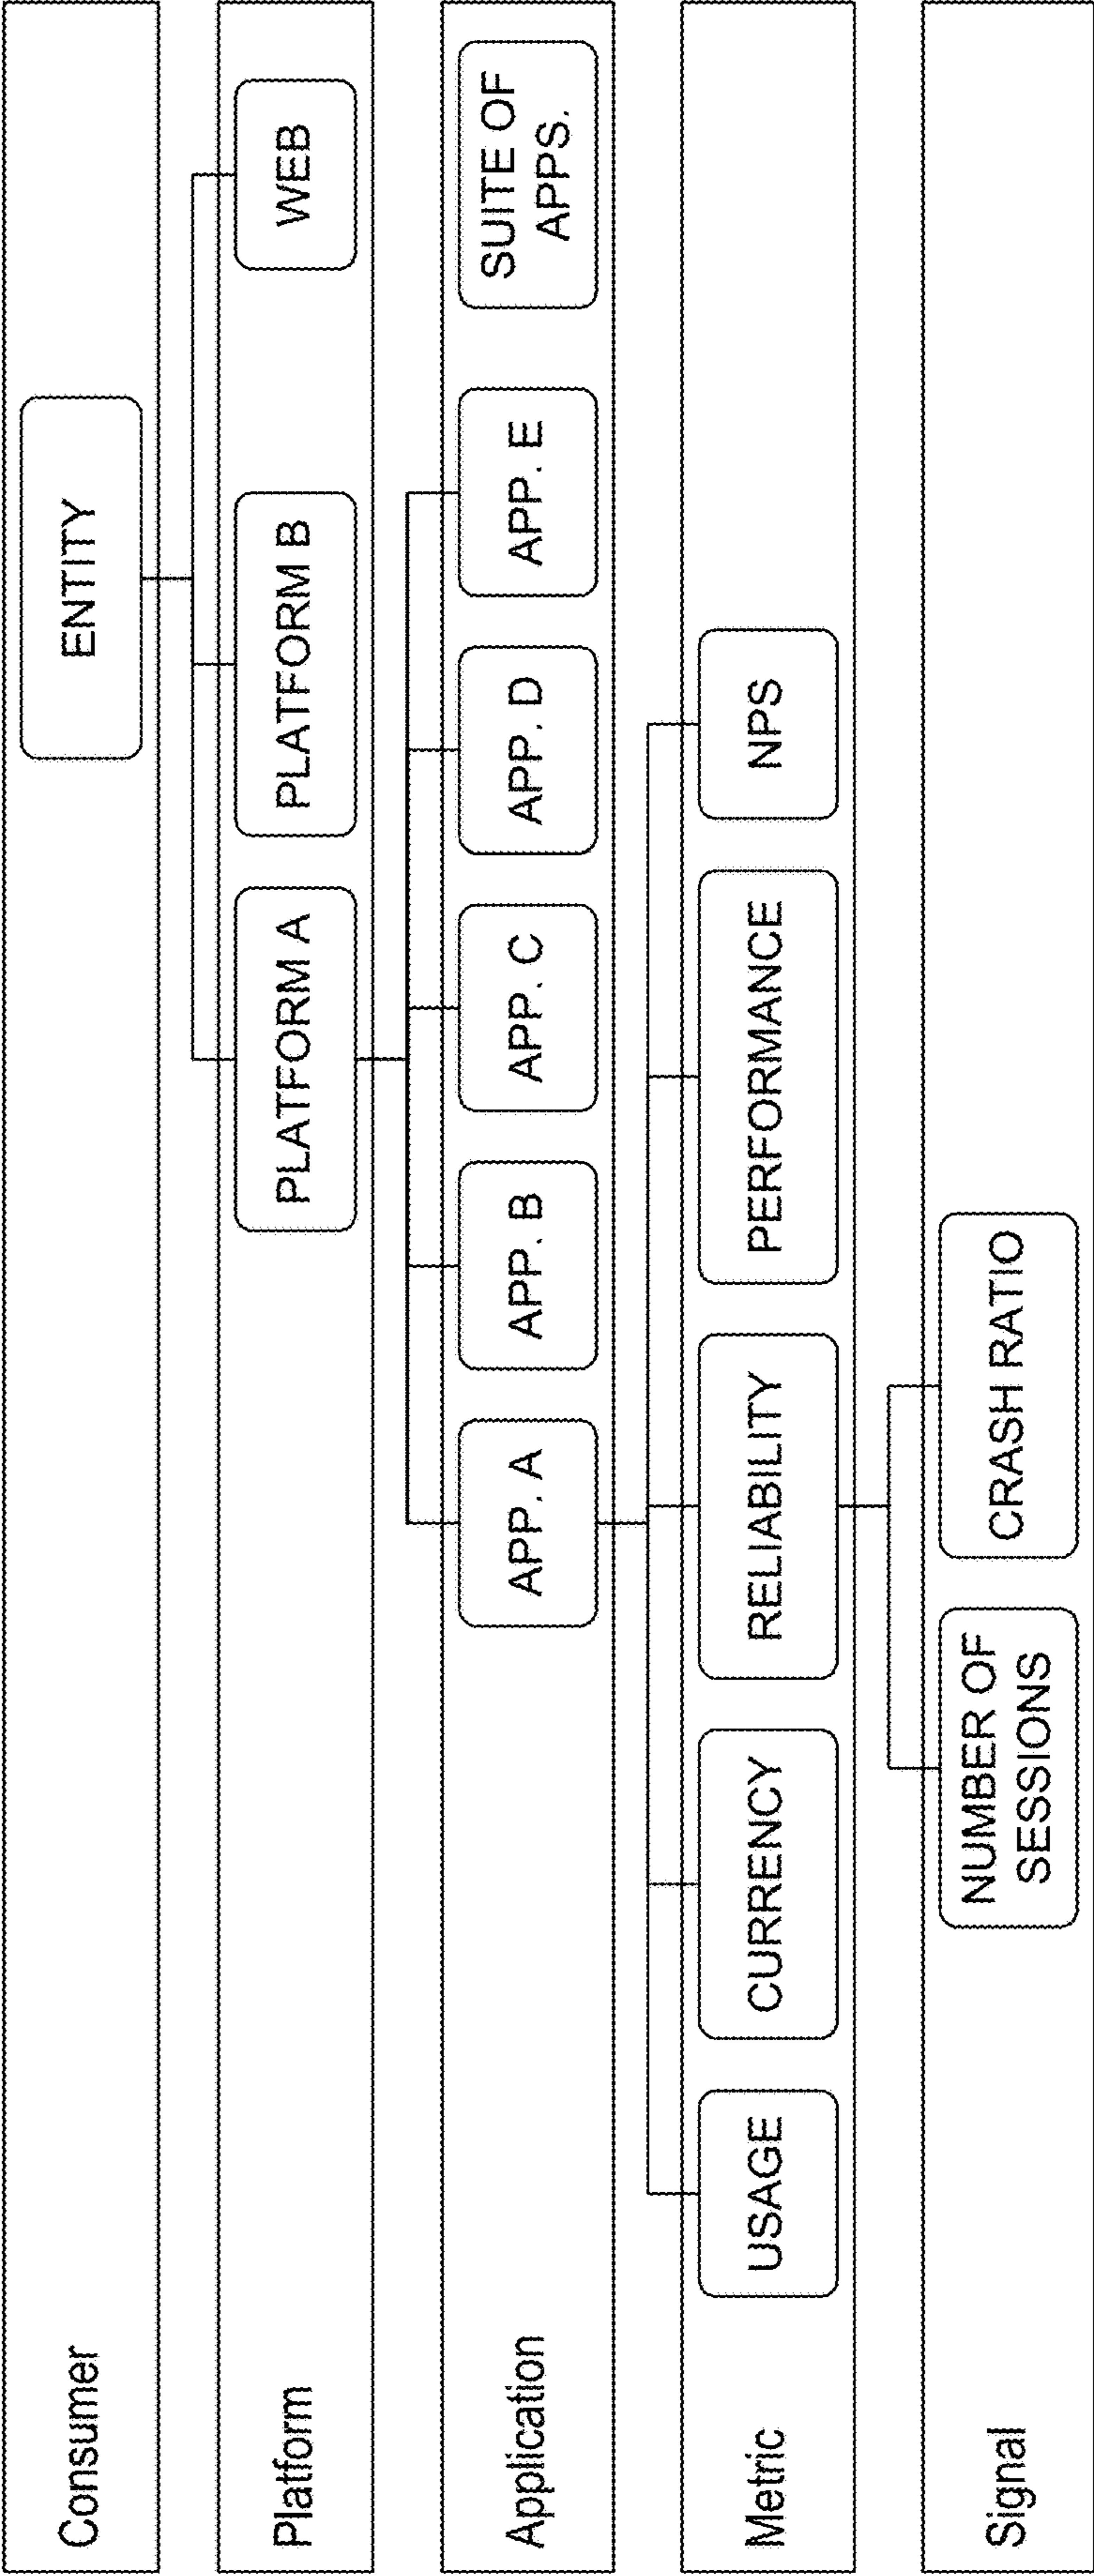 Consumer
ENTITY
Platform
PLATFORM A
PLATFORM B
WEB
Application
APP. A
APP. B
APP. C
APP. D
APP. E
SUITE OF
APPS.
Metric
USAGE
CURRENCY
RELIABILITY
PERFORMANCE
NPS
Signal
NUMBER OF
SESSIONS
CRASH RATIO